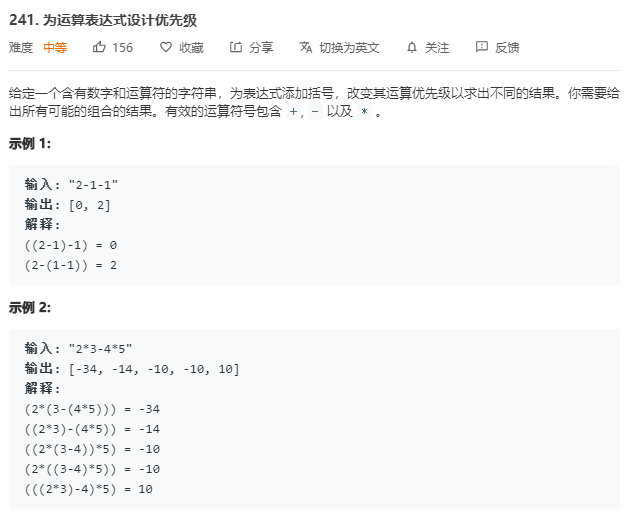 241. 为运算表达式设计优先级
难度 中等 156 收藏 分享 切换为英文 关注 反馈
给定一个含有数字和运算符的字符串，为表达式添加括号，改变其运算优先级以求出不同的结果。你需要给
出所有可能的组合的结果。有效的运算符号包含 +, - 以及 * 。
示例 1:
输入: "2-1-1"
输出: [0, 2]
解释:
((2-1)-1) = 0
(2-(1-1)) = 2
示例 2:
输入: "2*3-4*5"
输出: [-34, -14, -10, -10, 10]
解释:
(2*(3-(4*5))) = -34
((2*3)-(4*5)) = -14
((2*(3-4))*5) = -10
(2*((3-4)*5)) = -10
(((2*3)-4)*5) = 10